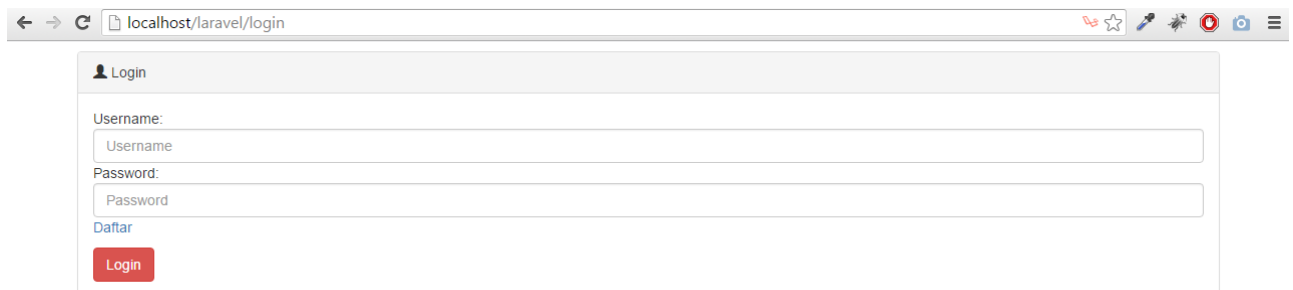 localhost/laravel/login
Login
Username:
Username
Password:
Password
Daftar
Login